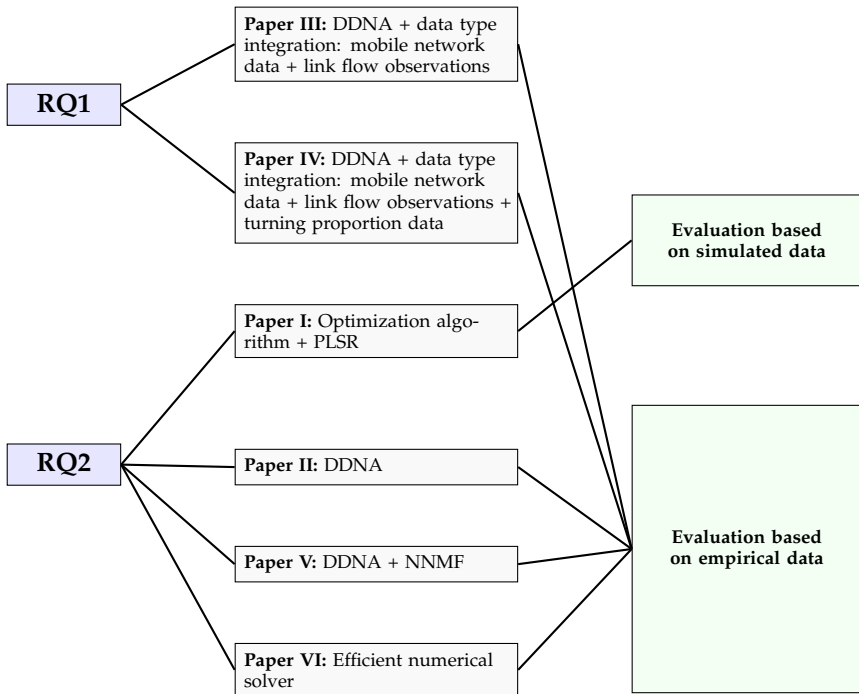 RQ1
Paper III: DDNA + data type
integration: mobile network
data + link flow observations
Paper IV: DDNA + data type
integration: mobile network
data + link flow observations +
turning proportion data
Evaluation based
on simulated data
Paper I: Optimization algo-
rithm + PLSR
RQ2
Paper II: DDNA
Paper V: DDNA + NNMF
Paper VI: Efficient numerical
solver
Evaluation based
on empirical data